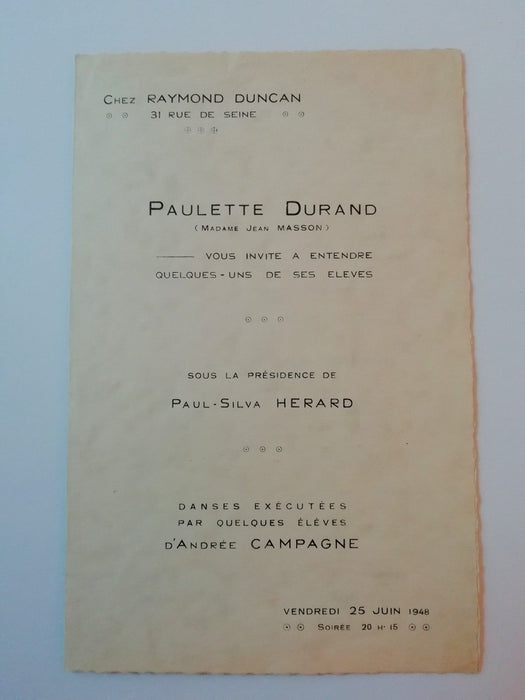 Chez RAYMOND DUNCAN
31 RUE DE SEINE
PAULETTE DURAND
( MADAME JEAN MASSON )
VOUS INVITE A ENTENDRE
QUELQUES-UNS DE SES ELEVES
SOUS LA PRÉSIDENCE DE
PAUL-SILVA HERARD
DANSES EXÉCUTÉES
PAR QUELQUES ÉLÈVES
D'ANDRÉE CAMPAGNE
VENDREDI 25 JUIN 1948
SOIRÉE 20 H· 15